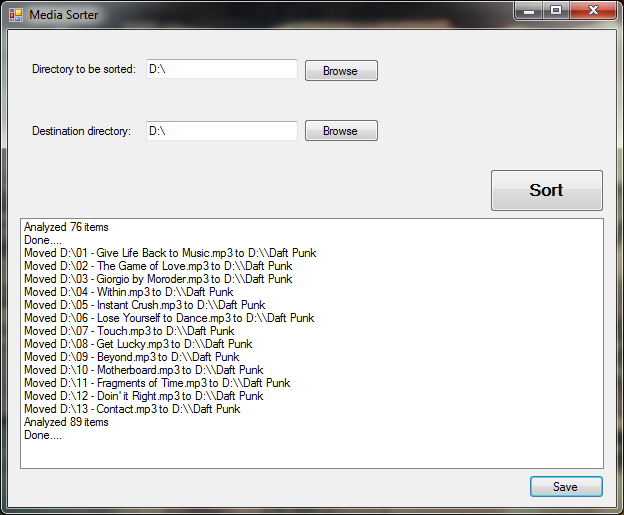 Media Sorter
Directory to be sorted: D:\ Browse
Destination directory: D:\ Browse
Sort
Analyzed 76 items
Done....
Moved D:\01 - Give Life Back to Music.mp3 to D:\\Daft Punk
Moved D:\02 - The Game of Love.mp3 to D:\\Daft Punk
Moved D:\03 - Giorgio by Moroder.mp3 to D:\\Daft Punk
Moved D:\04 - Within.mp3 to D:\\Daft Punk
Moved D:\05 - Instant Crush.mp3 to D:\\Daft Punk
Moved D:\06 - Lose Yourself to Dance.mp3 to D:\\Daft Punk
Moved D:\07 - Touch.mp3 to D:\\Daft Punk
Moved D:\08 - Get Lucky.mp3 to D:\\Daft Punk
Moved D:\09 - Beyond.mp3 to D:\\Daft Punk
Moved D:\10 - Motherboard.mp3 to D:\\Daft Punk
Moved D:\11 - Fragments of Time.mp3 to D:\\Daft Punk
Moved D:\12 - Doin' it Right.mp3 to D:\\Daft Punk
Moved D:\13 - Contact.mp3 to D:\\Daft Punk
Analyzed 89 items
Done....
Save